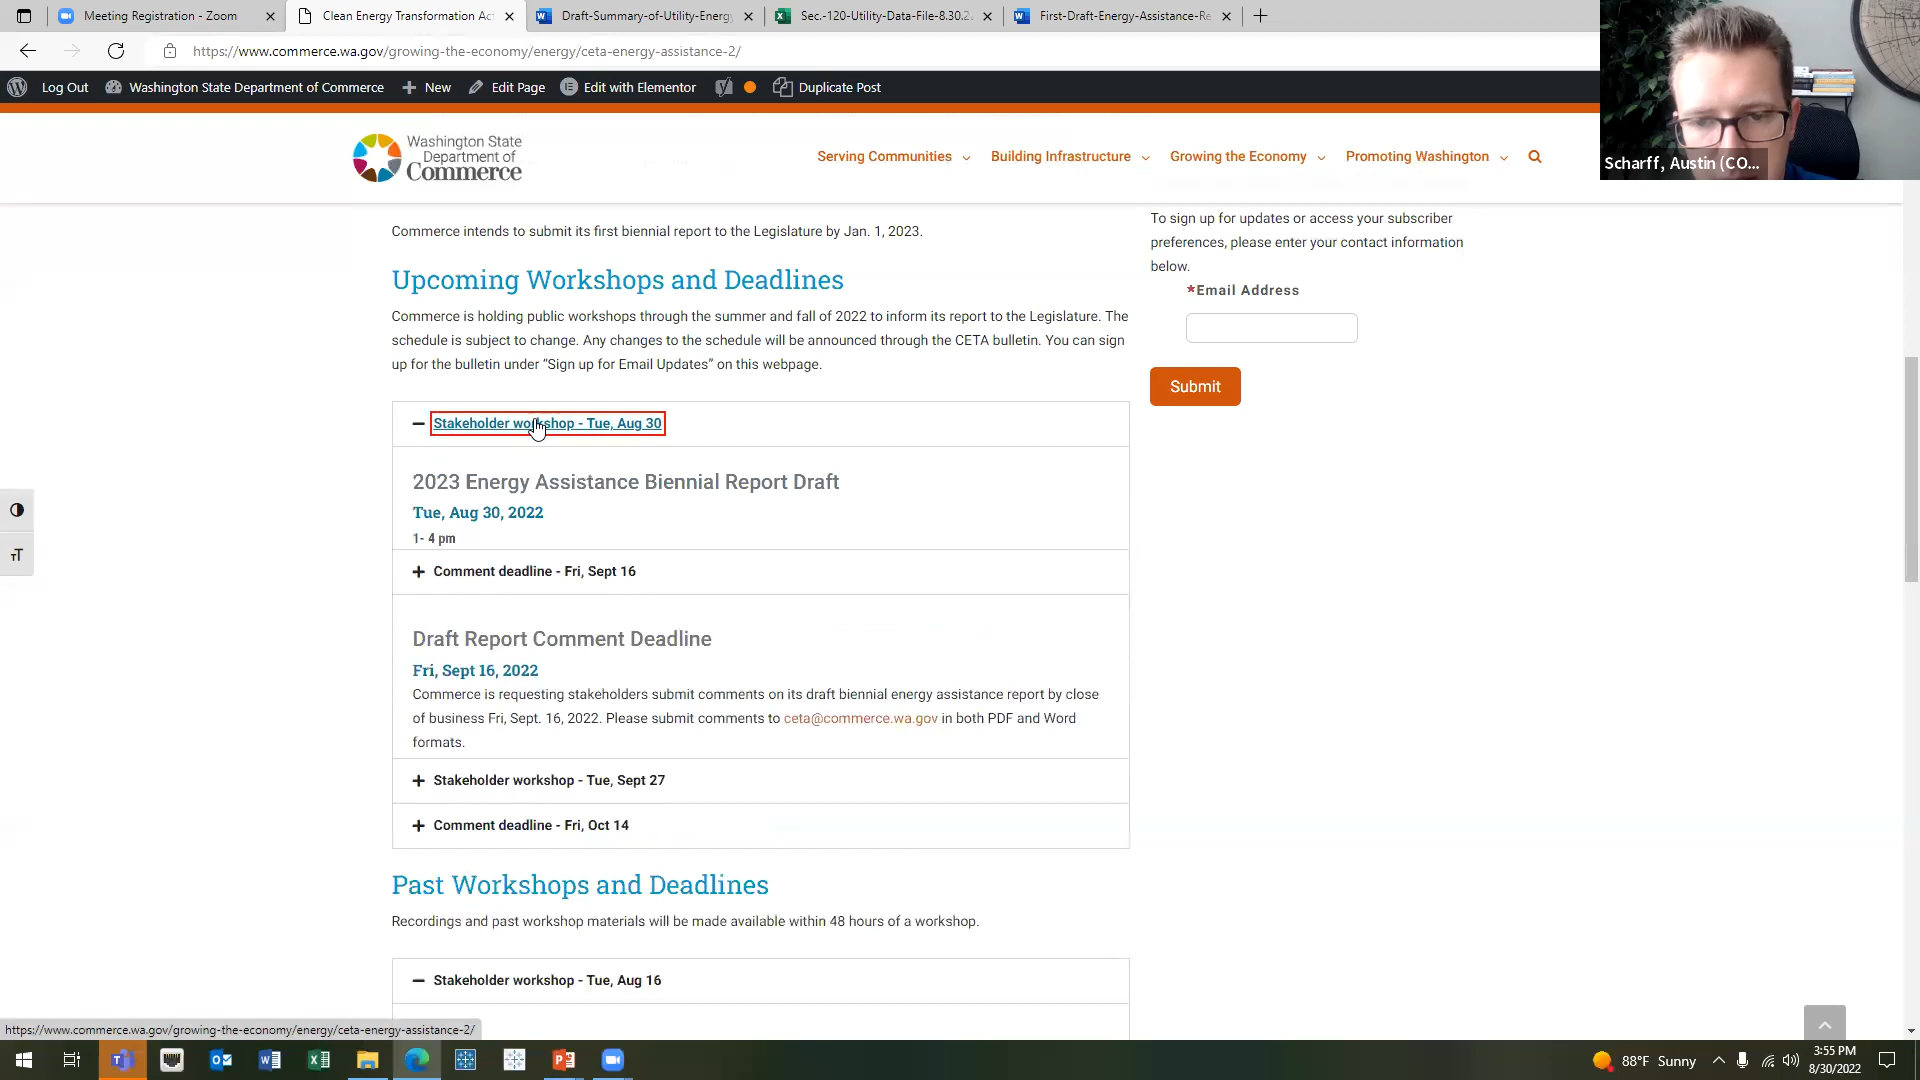 Meeting Registration - Zoom
Clean Energy Transformation Act
Draft-Summary-of-Utility-Energy
Sec.-120-Utility-Data-File-8.30.2
First-Draft-Energy-Assistance-Re
https://www.commerce.wa.gov/growing-the-economy/energy/ceta-energy-assistance-2/
Log Out
Washington State Department of Commerce
New
Edit Page
Edit with Elementor
Duplicate Post
Scharff, Austin (CO...
Washington State
Department of
Commerce
Serving Communities
Building Infrastructure
Growing the Economy
Promoting Washington
Commerce intends to submit its first biennial report to the Legislature by Jan. 1, 2023.
Upcoming Workshops and Deadlines
Commerce is holding public workshops through the summer and fall of 2022 to inform its report to the Legislature. The
schedule is subject to change. Any changes to the schedule will be announced through the CETA bulletin. You can sign
up for the bulletin under “Sign up for Email Updates” on this webpage.
Stakeholder workshop - Tue, Aug 30
2023 Energy Assistance Biennial Report Draft
Tue, Aug 30, 2022
1- 4 pm
Comment deadline - Fri, Sept 16
Draft Report Comment Deadline
Fri, Sept 16, 2022
Commerce is requesting stakeholders submit comments on its draft biennial energy assistance report by close
of business Fri, Sept. 16, 2022. Please submit comments to ceta@commerce.wa.gov in both PDF and Word
formats.
Stakeholder workshop - Tue, Sept 27
Comment deadline - Fri, Oct 14
Past Workshops and Deadlines
Recordings and past workshop materials will be made available within 48 hours of a workshop.
Stakeholder workshop - Tue, Aug 16
To sign up for updates or access your subscriber
preferences, please enter your contact information
below.
*Email Address
Submit
https://www.commerce.wa.gov/growing-the-economy/energy/ceta-energy-assistance-2/
88°F Sunny
3:55 PM
8/30/2022